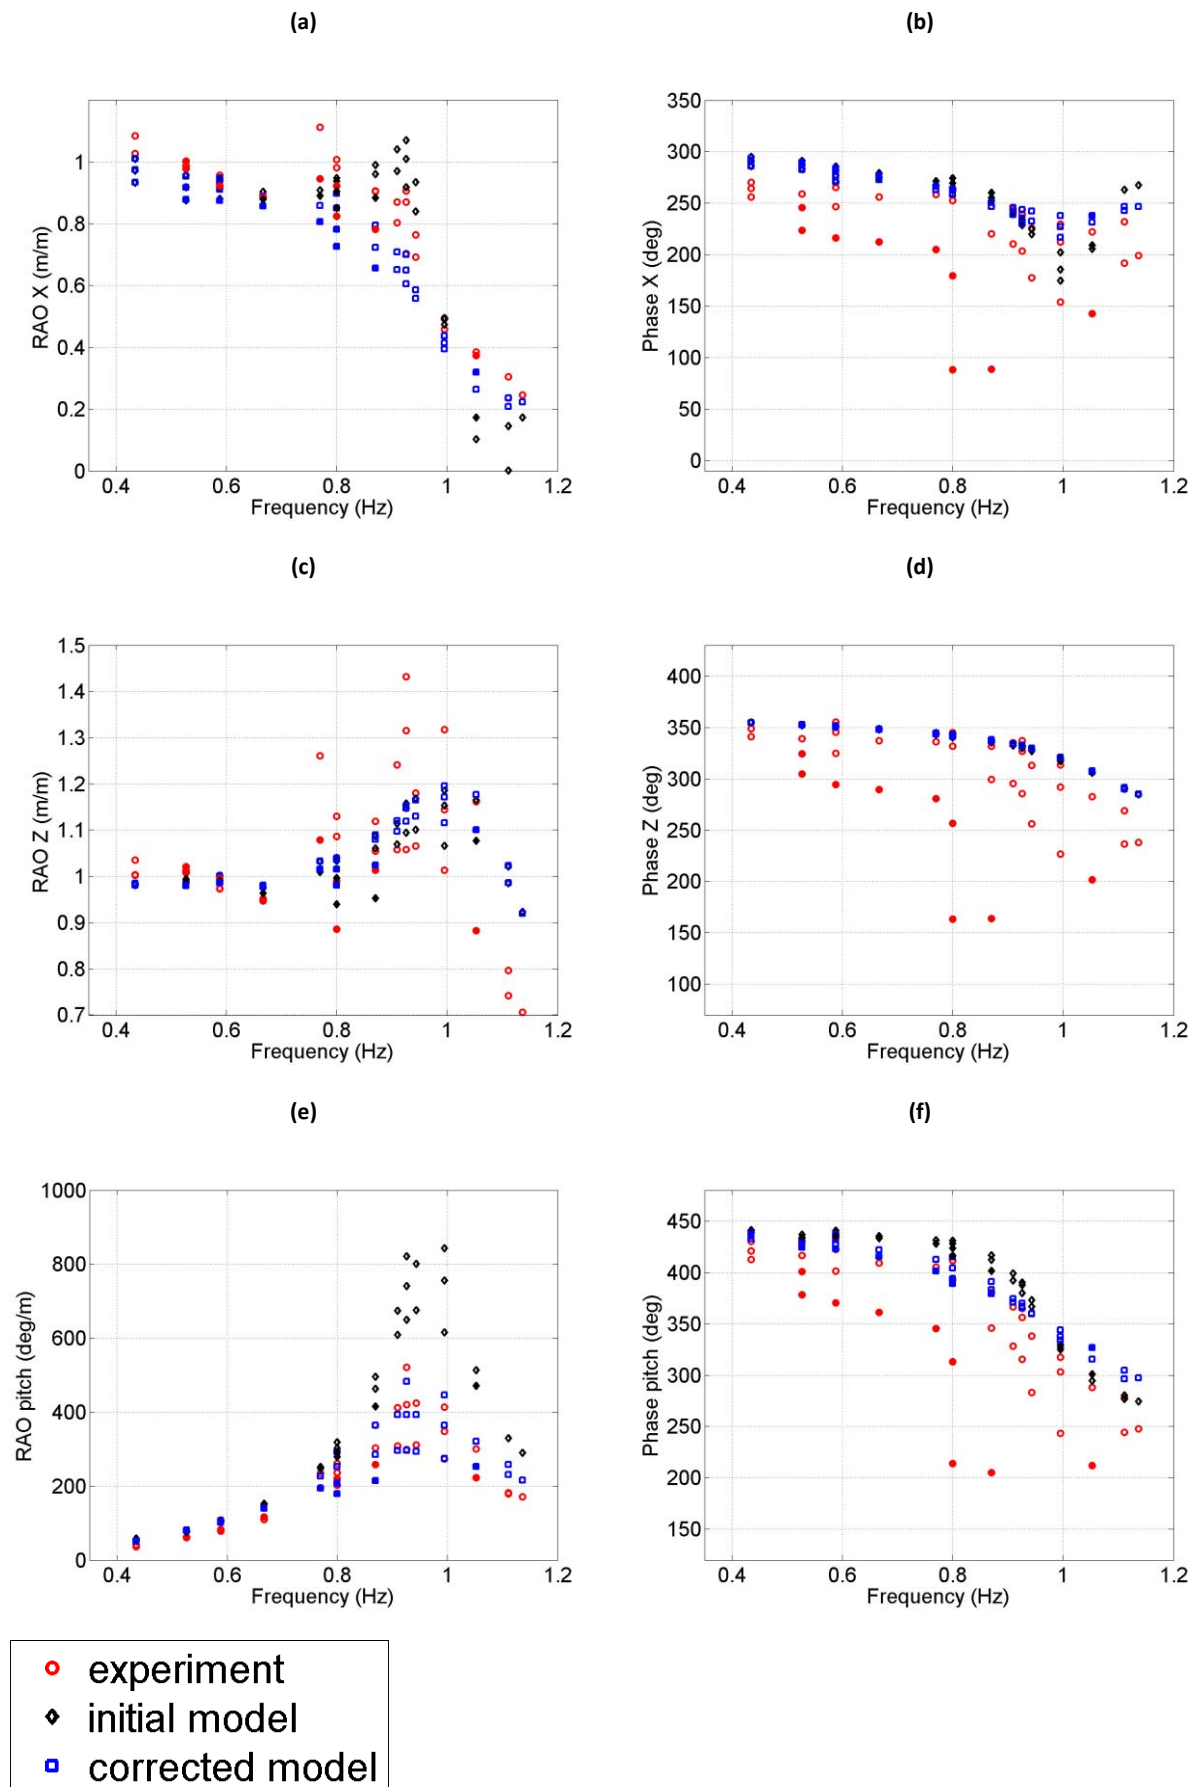 (a)
(b)
RAO X (m/m)
1
0.8
0.6
0.4
0.2
0
0.4 0.6 0.8 1 1.2
Frequency (Hz)
Phase X (deg)
350
300
250
200
150
100
50
0
0.4 0.6 0.8 1 1.2
Frequency (Hz)
(c)
(d)
RAO Z (m/m)
1.5
1.4
1.3
1.2
1.1
1
0.9
0.8
0.7
0.4 0.6 0.8 1 1.2
Frequency (Hz)
Phase Z (deg)
400
350
300
250
200
150
100
0.4 0.6 0.8 1 1.2
Frequency (Hz)
(e)
(f)
RAO pitch (deg/m)
1000
800
600
400
200
0
0.4 0.6 0.8 1 1.2
Frequency (Hz)
Phase pitch (deg)
450
400
350
300
250
200
150
0.4 0.6 0.8 1 1.2
Frequency (Hz)
experiment
initial model
corrected model